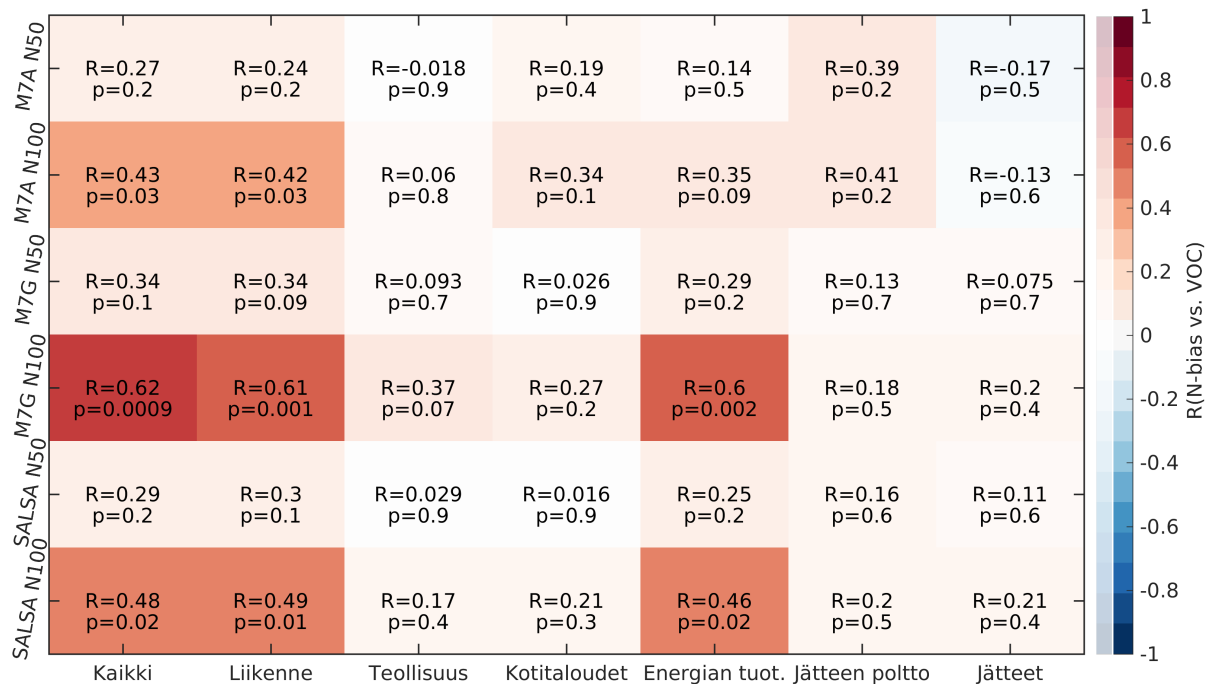 M7A N50
R=0.27
p=0.2
R=0.24
p=0.2
R=-0.018
p=0.9
R=0.19
p=0.4
R=0.14
p=0.5
R=0.39
p=0.2
R=-0.17
p=0.5
M7A N100
R=0.43
p=0.03
R=0.42
p=0.03
R=0.06
p=0.8
R=0.34
p=0.1
R=0.35
p=0.09
R=0.41
p=0.2
R=-0.13
p=0.6
M7G N50
R=0.34
p=0.1
R=0.34
p=0.09
R=0.093
p=0.7
R=0.026
p=0.9
R=0.29
p=0.2
R=0.13
p=0.7
R=0.075
p=0.7
M7G N100
R=0.62
p=0.0009
R=0.61
p=0.001
R=0.37
p=0.07
R=0.27
p=0.2
R=0.6
p=0.002
R=0.18
p=0.5
R=0.2
p=0.4
SALSA N50
R=0.29
p=0.2
R=0.3
p=0.1
R=0.029
p=0.9
R=0.016
p=0.9
R=0.25
p=0.2
R=0.16
p=0.6
R=0.11
p=0.6
SALSA N100
R=0.48
p=0.02
R=0.49
p=0.01
R=0.17
p=0.4
R=0.21
p=0.3
R=0.46
p=0.02
R=0.2
p=0.5
R=0.21
p=0.4
Kaikki
Liikenne
Teollisuus
Kotitaloudet
Energian tuot.
Jätteen poltto
Jätteet
1
0.8
0.6
0.4
0.2
0
-0.2
-0.4
-0.6
-0.8
-1
R(N-bias vs. VOC)